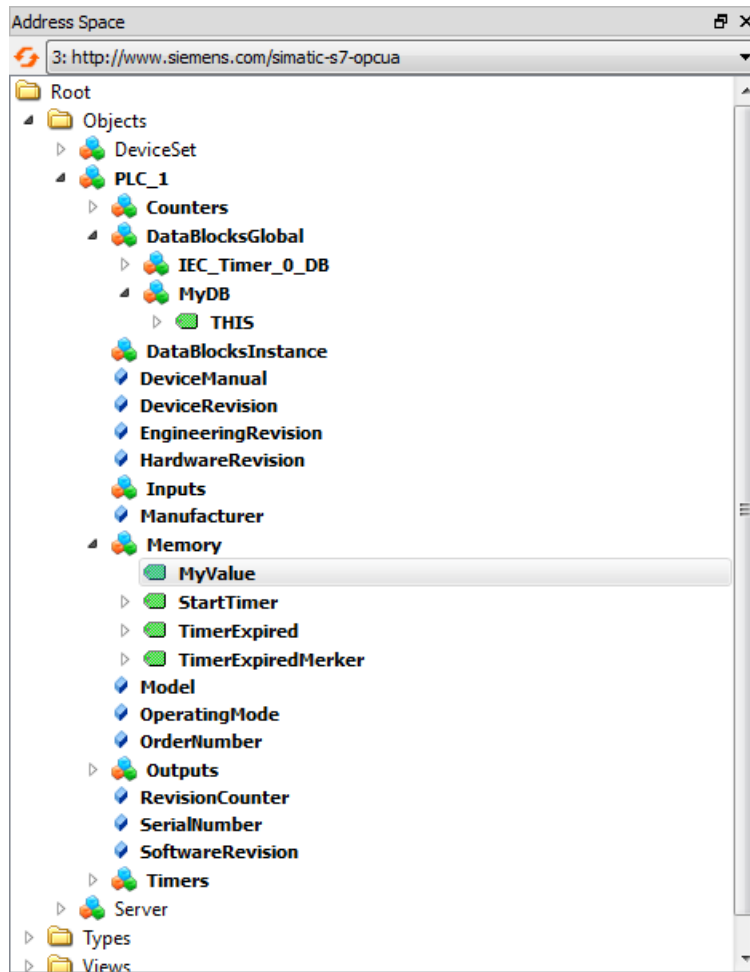 Address Space
3: http://www.siemens.com/simatic-s7-opcua
Root
Objects
DeviceSet
PLC_1
Counters
DataBlocksGlobal
IEC_Timer_0_DB
MyDB
THIS
DataBlocksInstance
DeviceManual
DeviceRevision
EngineeringRevision
HardwareRevision
Inputs
Manufacturer
Memory
MyValue
StartTimer
TimerExpired
TimerExpiredMerker
Model
OperatingMode
OrderNumber
Outputs
RevisionCounter
SerialNumber
SoftwareRevision
Timers
Server
Types
Views